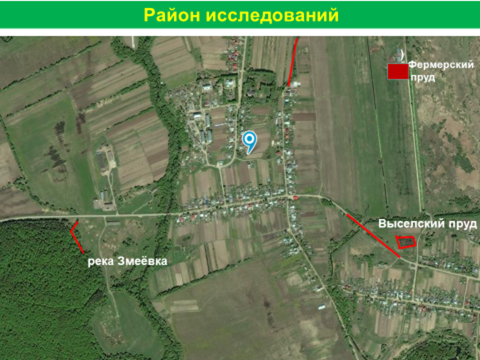 Район исследований
Фермерский
пруд
Выселский пруд
река Змеёвка